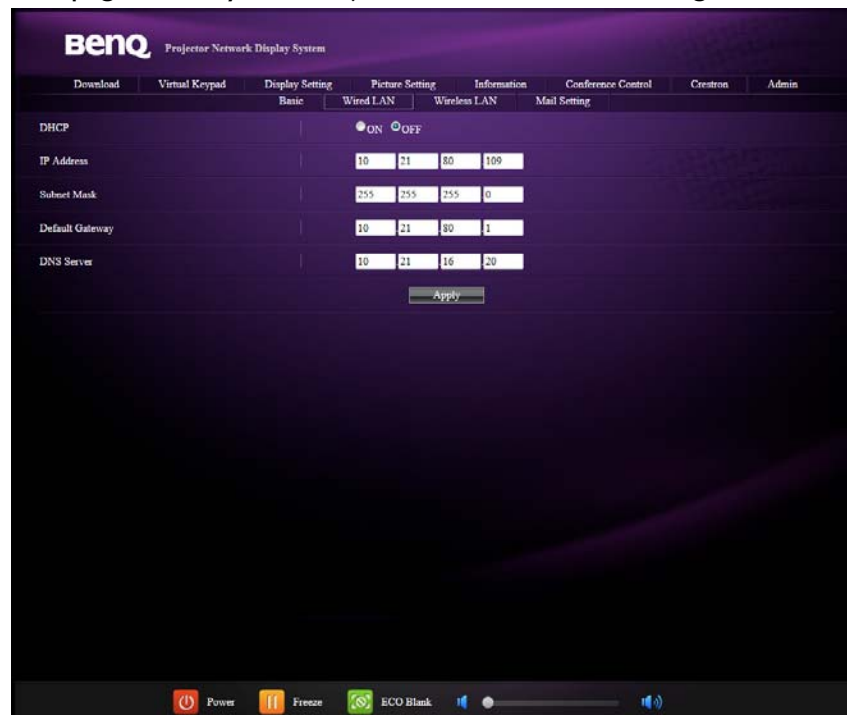 BenQ Projector Network Display System
Download Virtual Keypad Display Setting Picture Setting Information Conference Control Crestron Admin
Basic Wired LAN Wireless LAN Mail Setting
DHCP ON OFF
IP Address 10 21 80 109
Subnet Mask 255 255 255 0
Default Gateway 10 21 80 1
DNS Server 10 21 16 20
Apply
Power Freeze ECO Blank